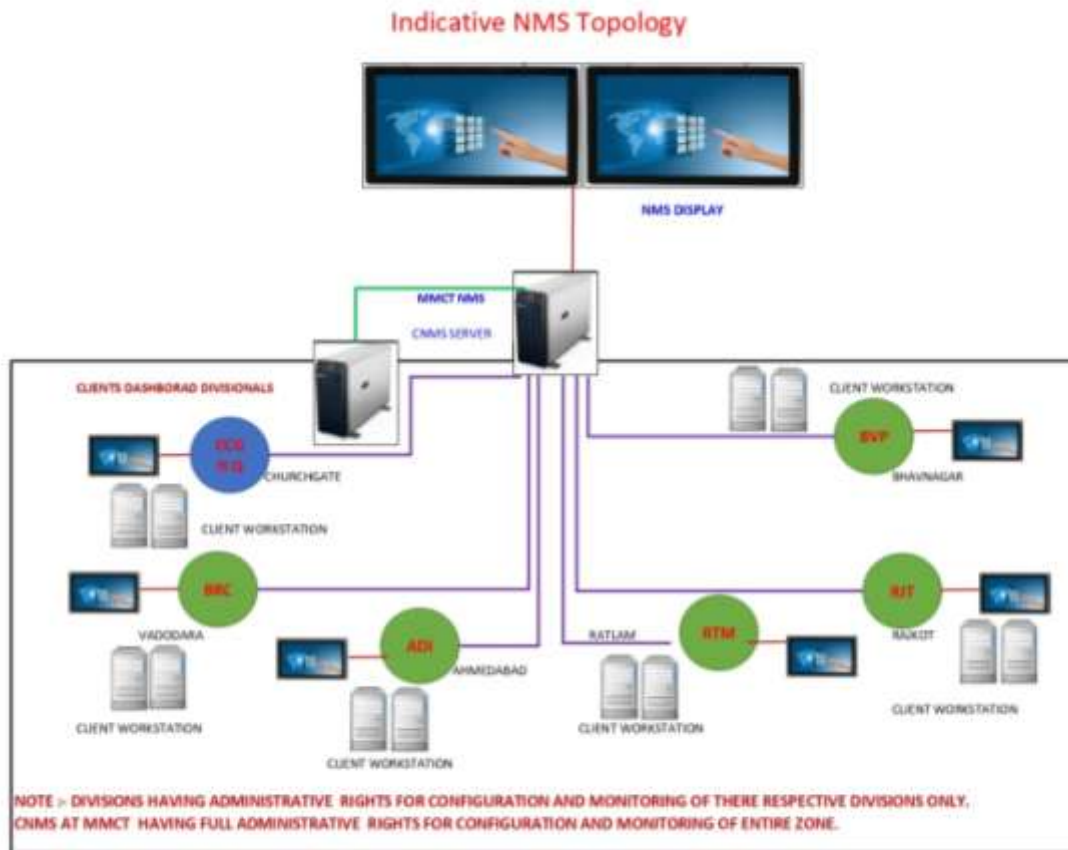 Indicative NMS Topology
NMS DISPLAY
MMCT NMS
CNMS SERVER
CLIENTS DASHBORAD DIVISIONALS
CLIENT WORKSTATION
ECG
H.Q
CHURCHGATE
BVP
BHAVNAGAR
CLIENT WORKSTATION
BRC
VADODARA
CLIENT WORKSTATION
ADI
AHMEDABAD
CLIENT WORKSTATION
RATLAM
RTM
CLIENT WORKSTATION
RJT
RAJKOT
CLIENT WORKSTATION
NOTE :- DIVISIONS HAVING ADMINISTRATIVE RIGHTS FOR CONFIGURATION AND MONITORING OF THERE RESPECTIVE DIVISIONS ONLY.
CNMS AT MMCT HAVING FULL ADMINISTRATIVE RIGHTS FOR CONFIGURATION AND MONITORING OF ENTIRE ZONE.